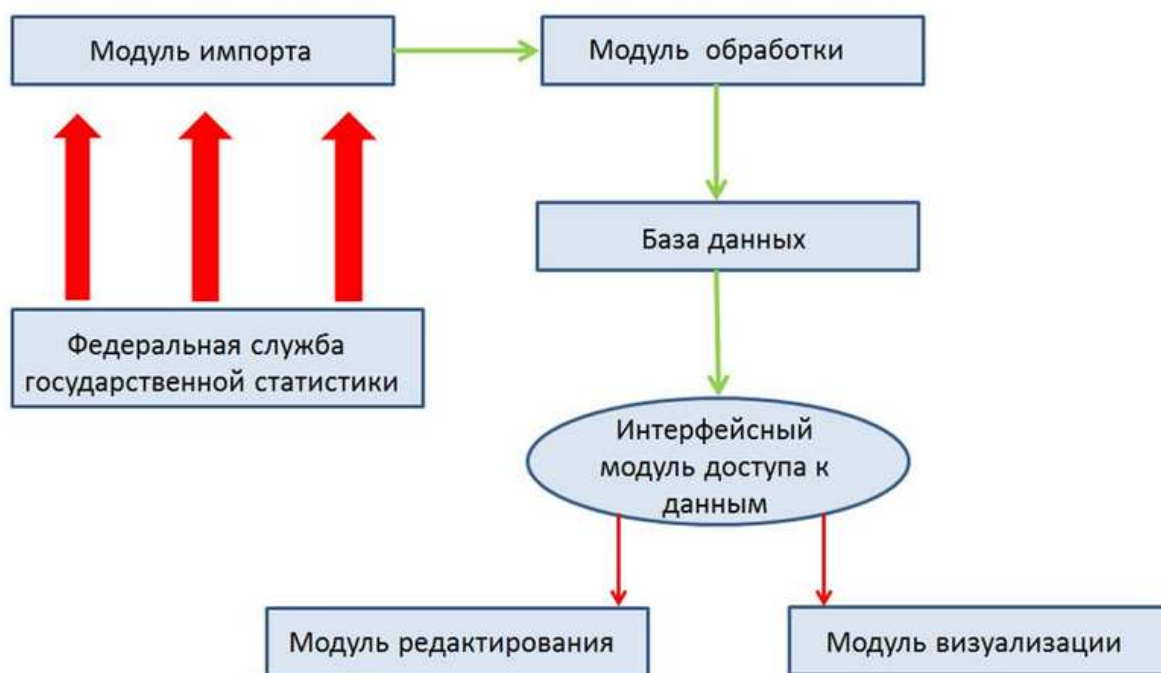 Модуль импорта
Модуль обработки
База данных
Федеральная служба
государственной статистики
Интерфейсный
модуль доступа к
данным
Модуль редактирования
Модуль визуализации